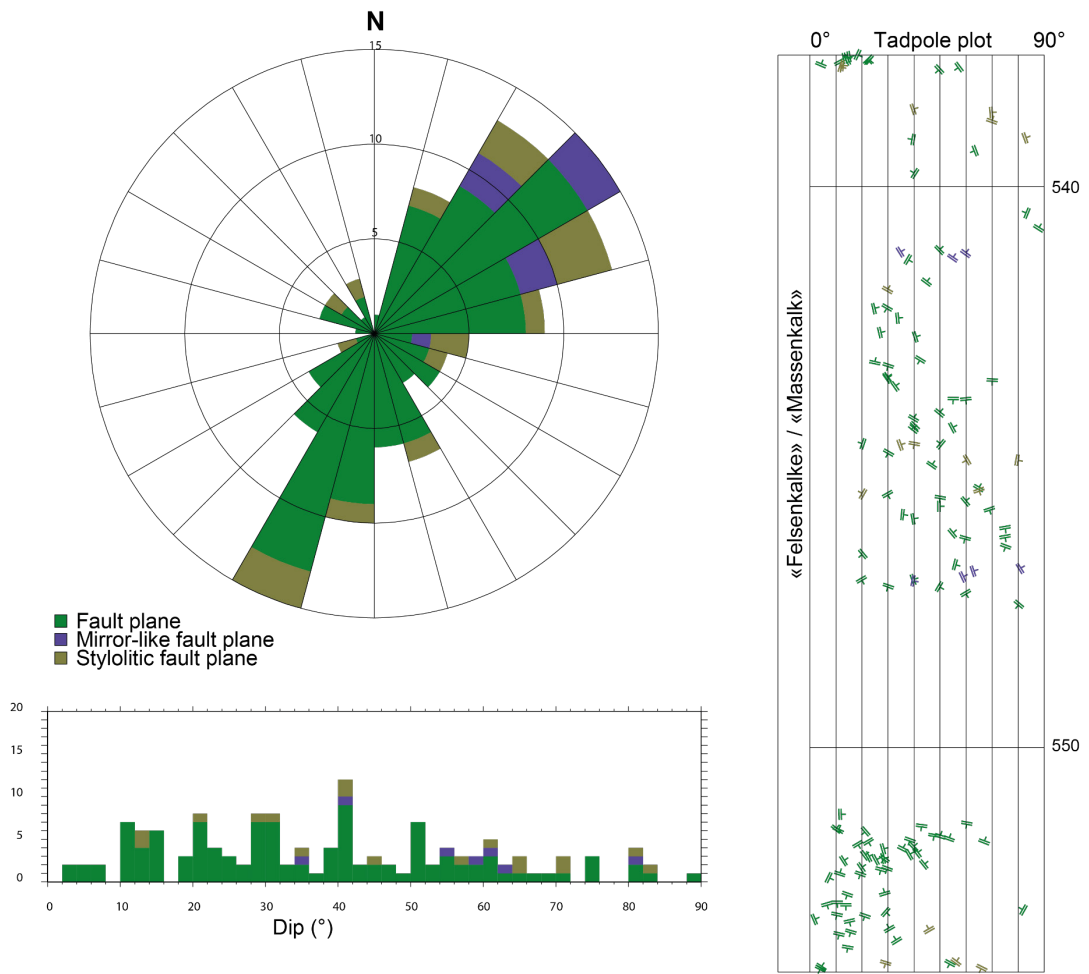 N
15
10
5
Fault plane
Mirror-like fault plane
Stylolitic fault plane
20
15
10
5
0
0 10 20 30 40 50 60 70 80 90
Dip (°)
0° Tadpole plot 90°
«Felsenkalke» / «Massenkalk»
540
550